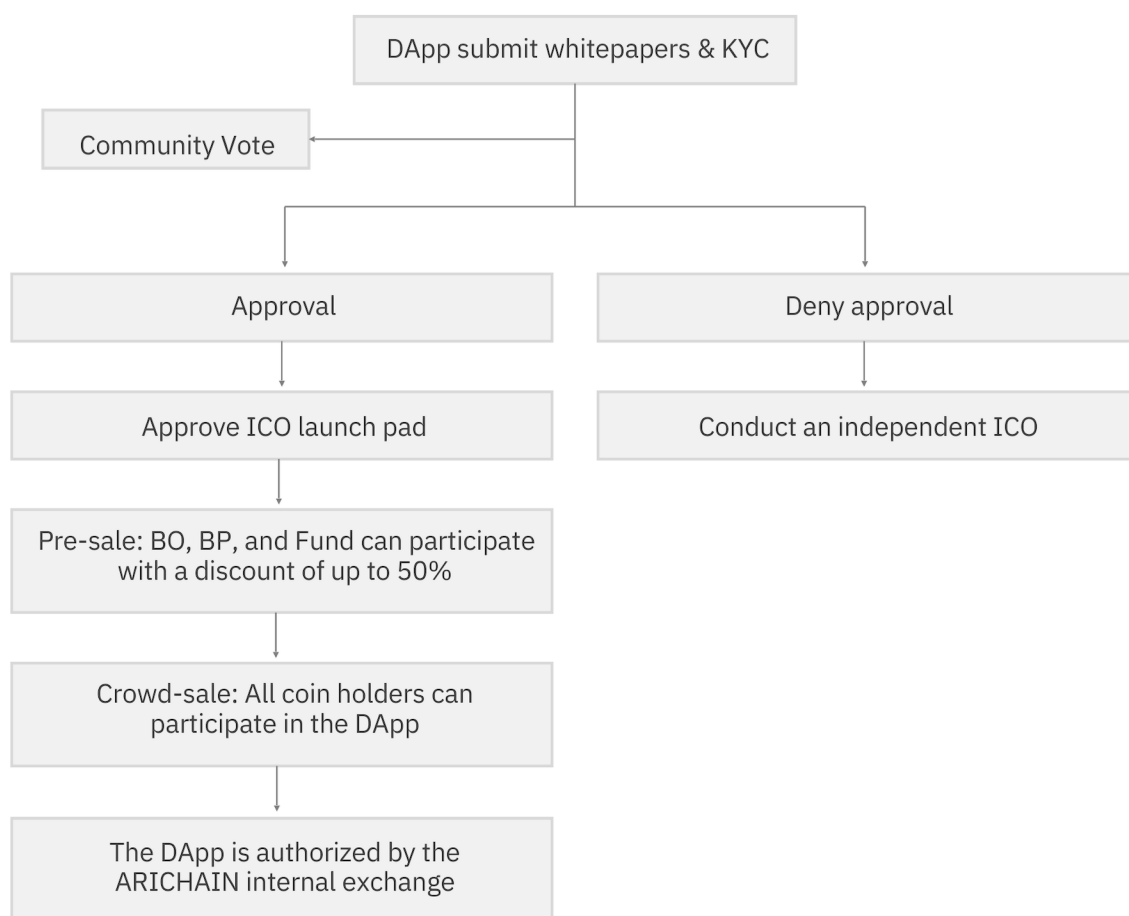 DApp submit whitepapers & KYC
Community Vote
Approval
Deny approval
Approve ICO launch pad
Conduct an independent ICO
Pre-sale: BO, BP, and Fund can participate
with a discount of up to 50%
Crowd-sale: All coin holders can
participate in the DApp
The DApp is authorized by the
ARICHAIN internal exchange